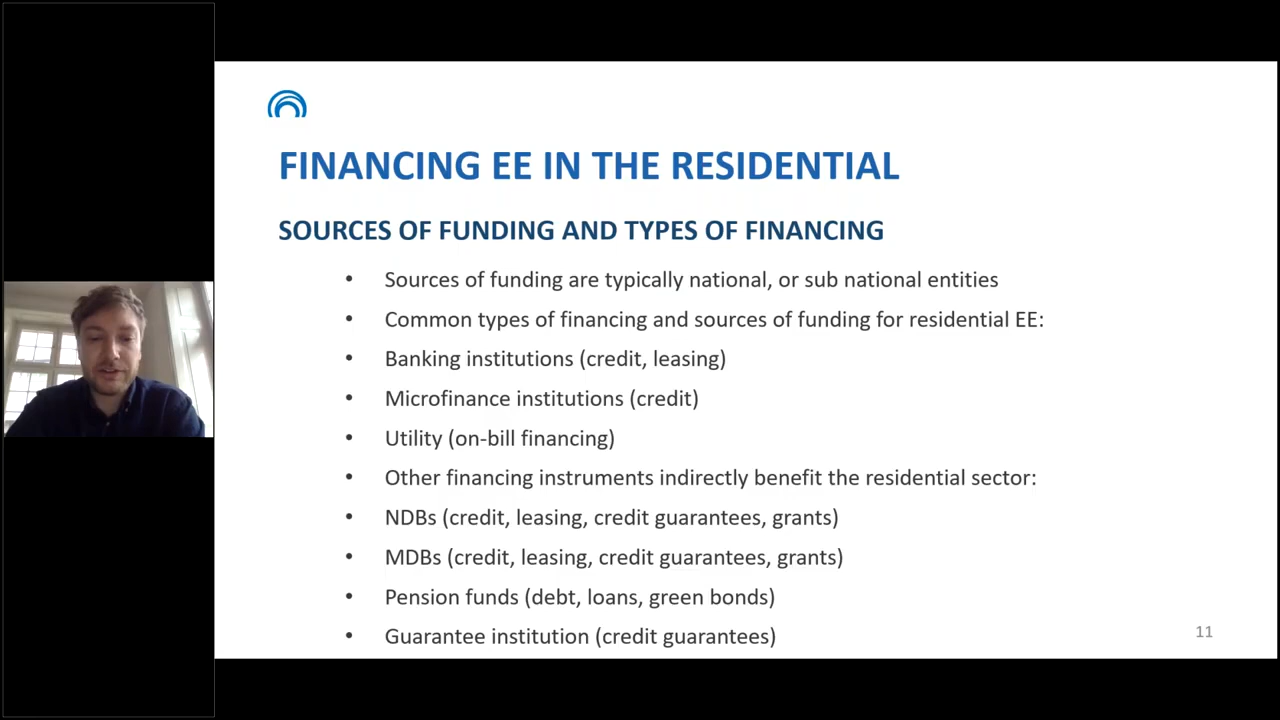 FINANCING EE IN THE RESIDENTIAL
SOURCES OF FUNDING AND TYPES OF FINANCING
• Sources of funding are typically national, or sub national entities
• Common types of financing and sources of funding for residential EE:
• Banking institutions (credit, leasing)
• Microfinance institutions (credit)
• Utility (on-bill financing)
• Other financing instruments indirectly benefit the residential sector:
• NDBs (credit, leasing, credit guarantees, grants)
• MDBs (credit, leasing, credit guarantees, grants)
• Pension funds (debt, loans, green bonds)
• Guarantee institution (credit guarantees)
11